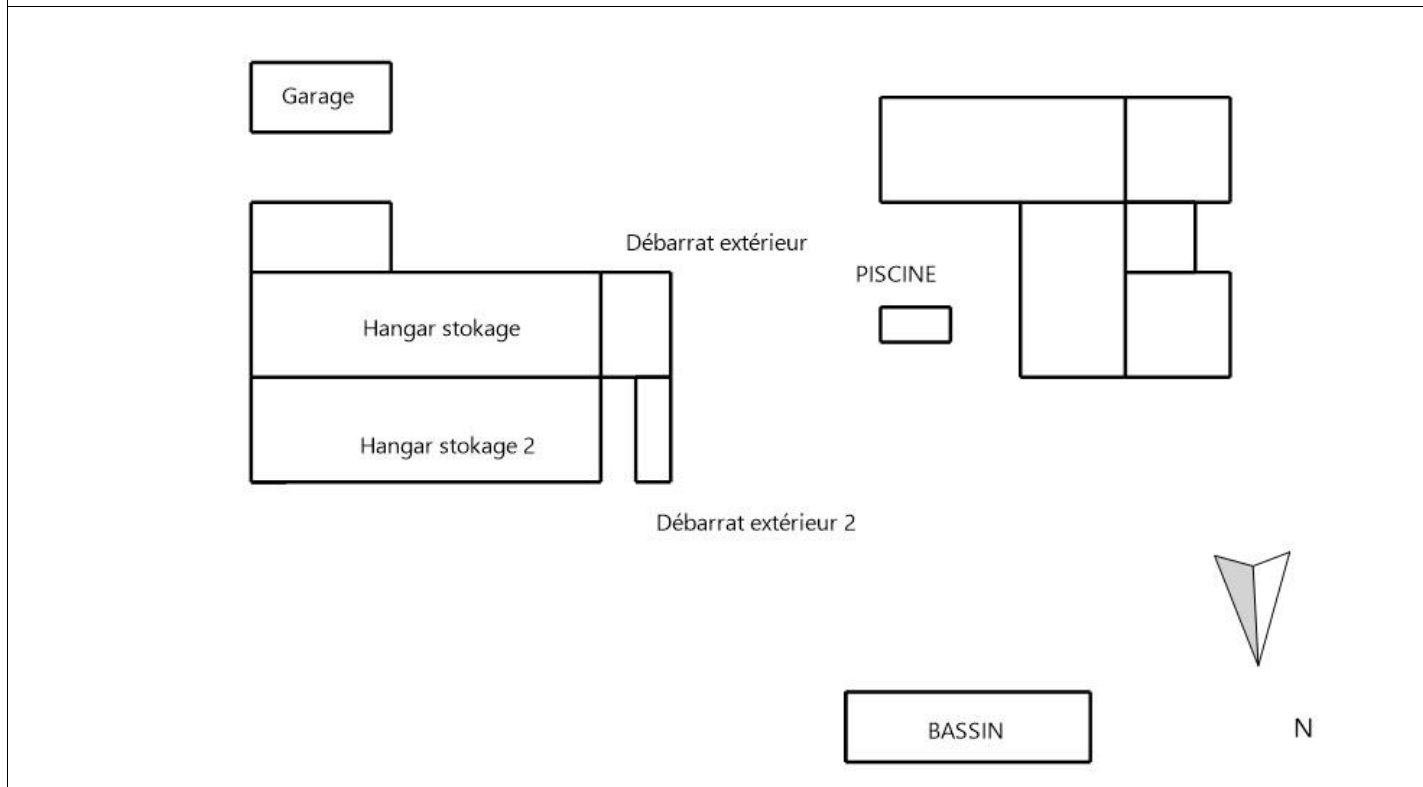 Garage
Débarrat extérieur
PISCINE
Hangar stokage
Hangar stokage 2
Débarrat extérieur 2
BASSIN
N